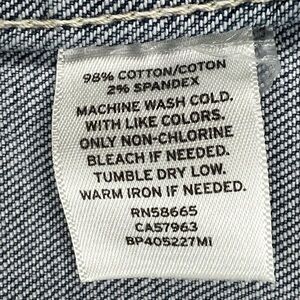 98% COTTON/COTON
2% SPANDEX
MACHINE WASH COLD.
WITH LIKE COLORS.
ONLY NON-CHLORINE
BLEACH IF NEEDED.
TUMBLE DRY LOW.
WARM IRON IF NEEDED.
RN58665
CA57963
BP405227MI